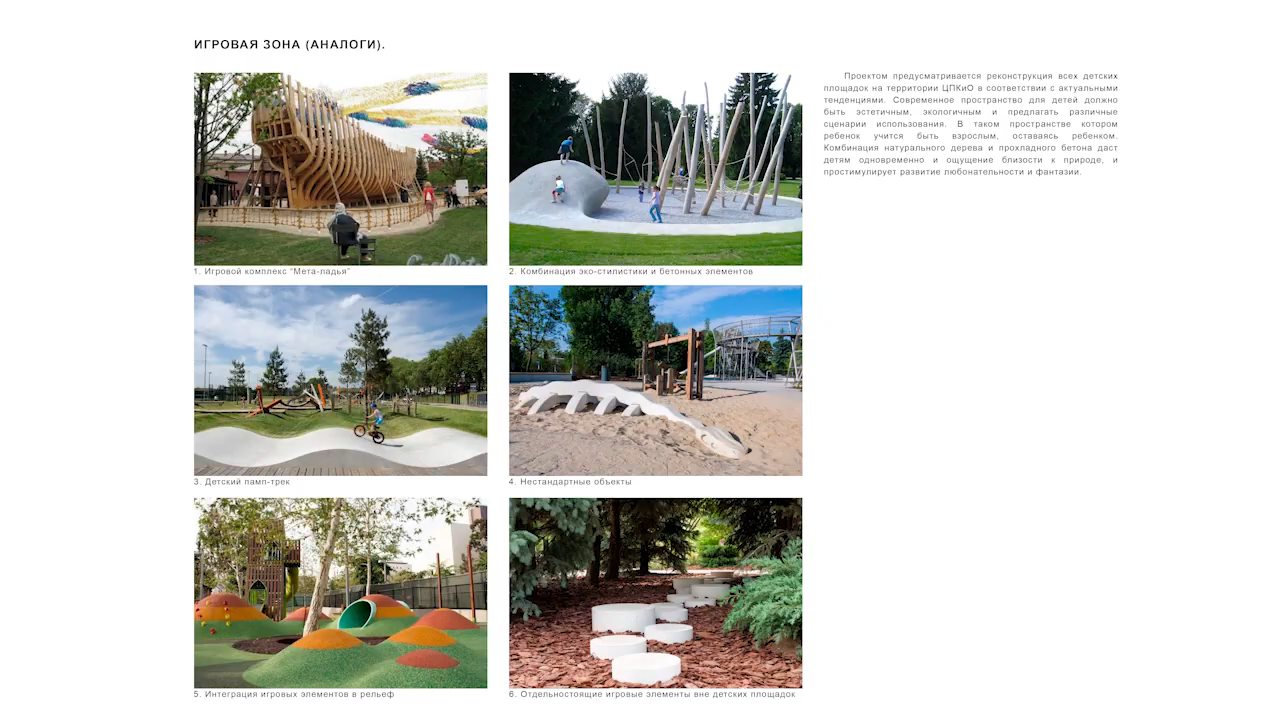 ИГРОВАЯ ЗОНА (АНАЛОГИ).
1. Игровой комплекс "Мета-ладья"
2. Комбинация эко-стилистики и бетонных элементов
3. Детский памп-трек
4. Нестандартные объекты
5. Интеграция игровых элементов в рельеф
6. Отдельностоящие игровые элементы вне детских площадок
Проектом предусматривается реконструкция всех детских
площадок на территории ЦПКиО в соответствии с актуальными
тенденциями. Современное пространство для детей должно
быть эстетичным, экологичным и предлагать различные
сценарии использования. В таком пространстве котором
ребенок учится быть взрослым, оставаясь ребенком.
Комбинация натурального дерева и прохладного бетона даст
детям одновременно и ощущение близости к природе, и
простимулирует развитие любонательности и фантазии.